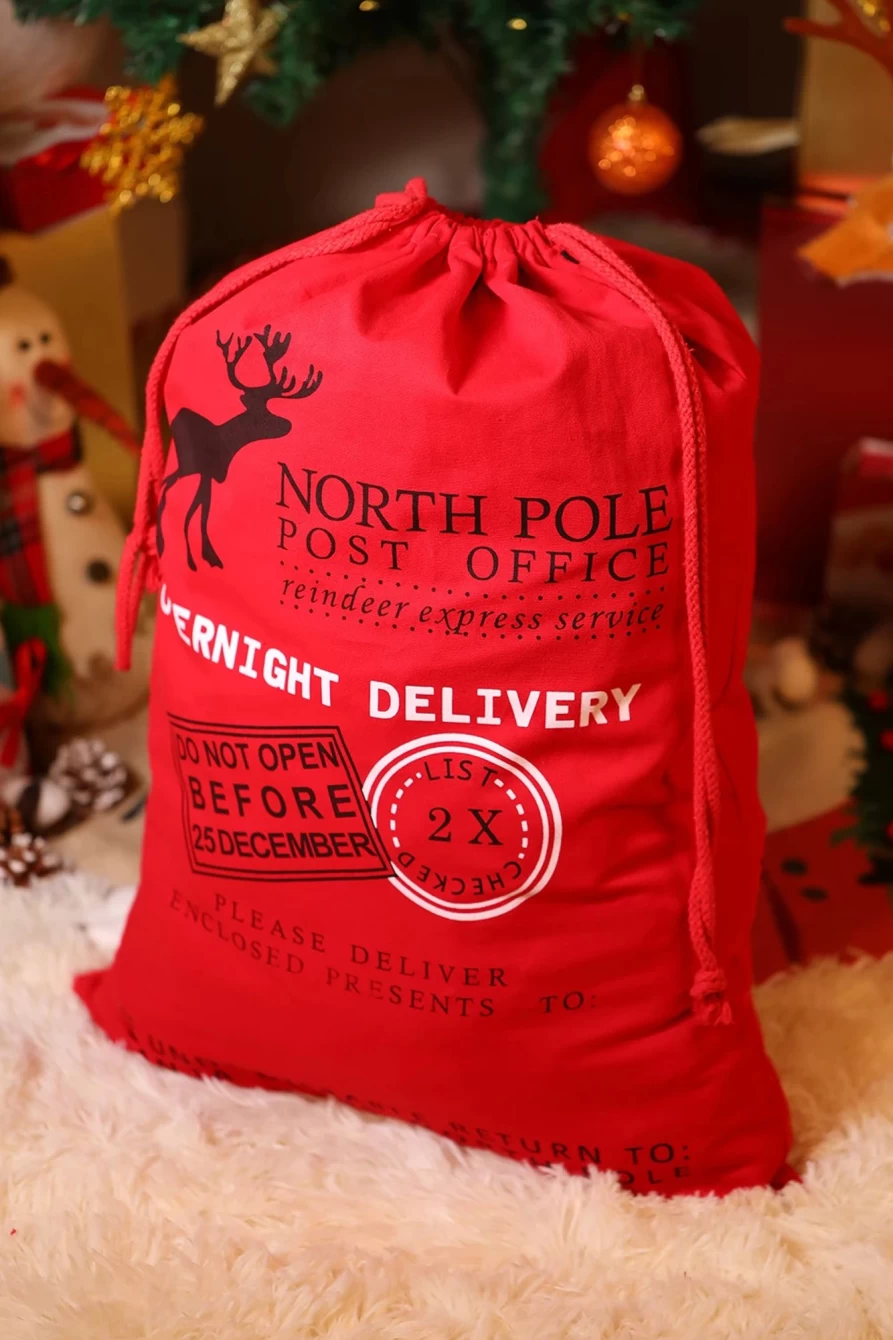 NORTH POLE
POST OFFICE
reindeer express service
OVERNIGHT DELIVERY
DO NOT OPEN
BEFORE
25 DECEMBER
LIST
2 X
CHECKED
PLEASE DELIVER
ENCLOSED PRESENTS TO:
RETURN TO: